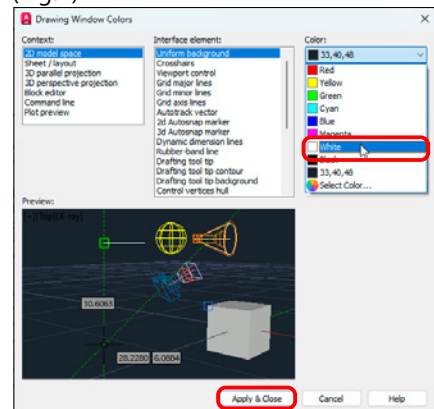 Drawing Window Colors
Context:
2D model space
Sheet / layout
3D parallel projection
3D perspective projection
Block editor
Command line
Plot preview
Interface element:
Uniform background
Crosshairs
Viewport control
Grid major lines
Grid minor lines
Grid axis lines
Autotrack vector
2d Autosnap marker
3d Autosnap marker
Dynamic dimension lines
Rubber-band line
Drafting tool tip
Drafting tool tip contour
Drafting tool tip background
Control vertices hull
Color:
33,40,48
Red
Yellow
Green
Cyan
Blue
Magenta
White
Black
33,40,48
Select Color...
Preview:
[+][Top][X-ray]
10.6063
28.2280 6.0884
Apply & Close
Cancel
Help